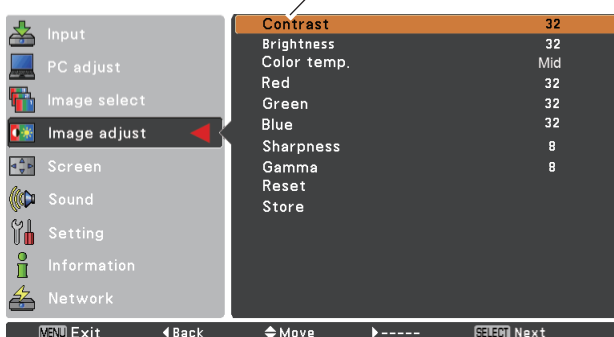 Input
PC adjust
Image select
Image adjust
Screen
Sound
Setting
Information
Network
Contrast 32
Brightness 32
Color temp. Mid
Red 32
Green 32
Blue 32
Sharpness 8
Gamma 8
Reset
Store
MENU Exit Back Move ----- SELECT Next